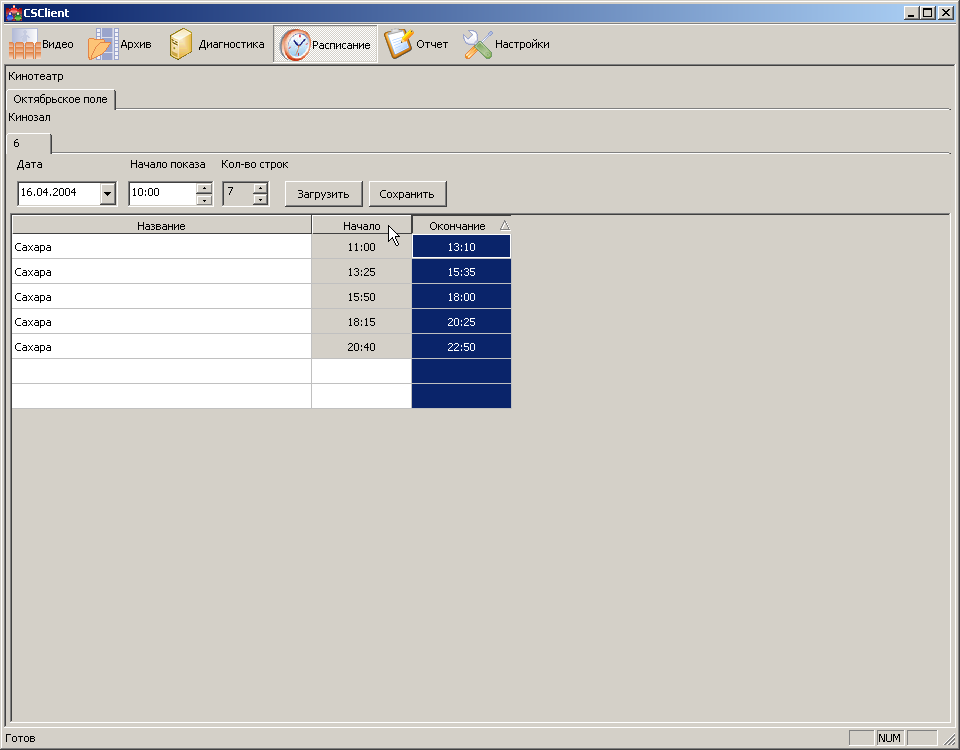 CSClient
Видео Архив Диагностика Расписание Отчет Настройки
Кинотеатр
Октябрьское поле
Кинозал
6
Дата Начало показа Кол-во строк
16.04.2004 10:00 7 Загрузить Сохранить
Название Начало Окончание
Сахара 11:00 13:10
Сахара 13:25 15:35
Сахара 15:50 18:00
Сахара 18:15 20:25
Сахара 20:40 22:50
Готов NUM